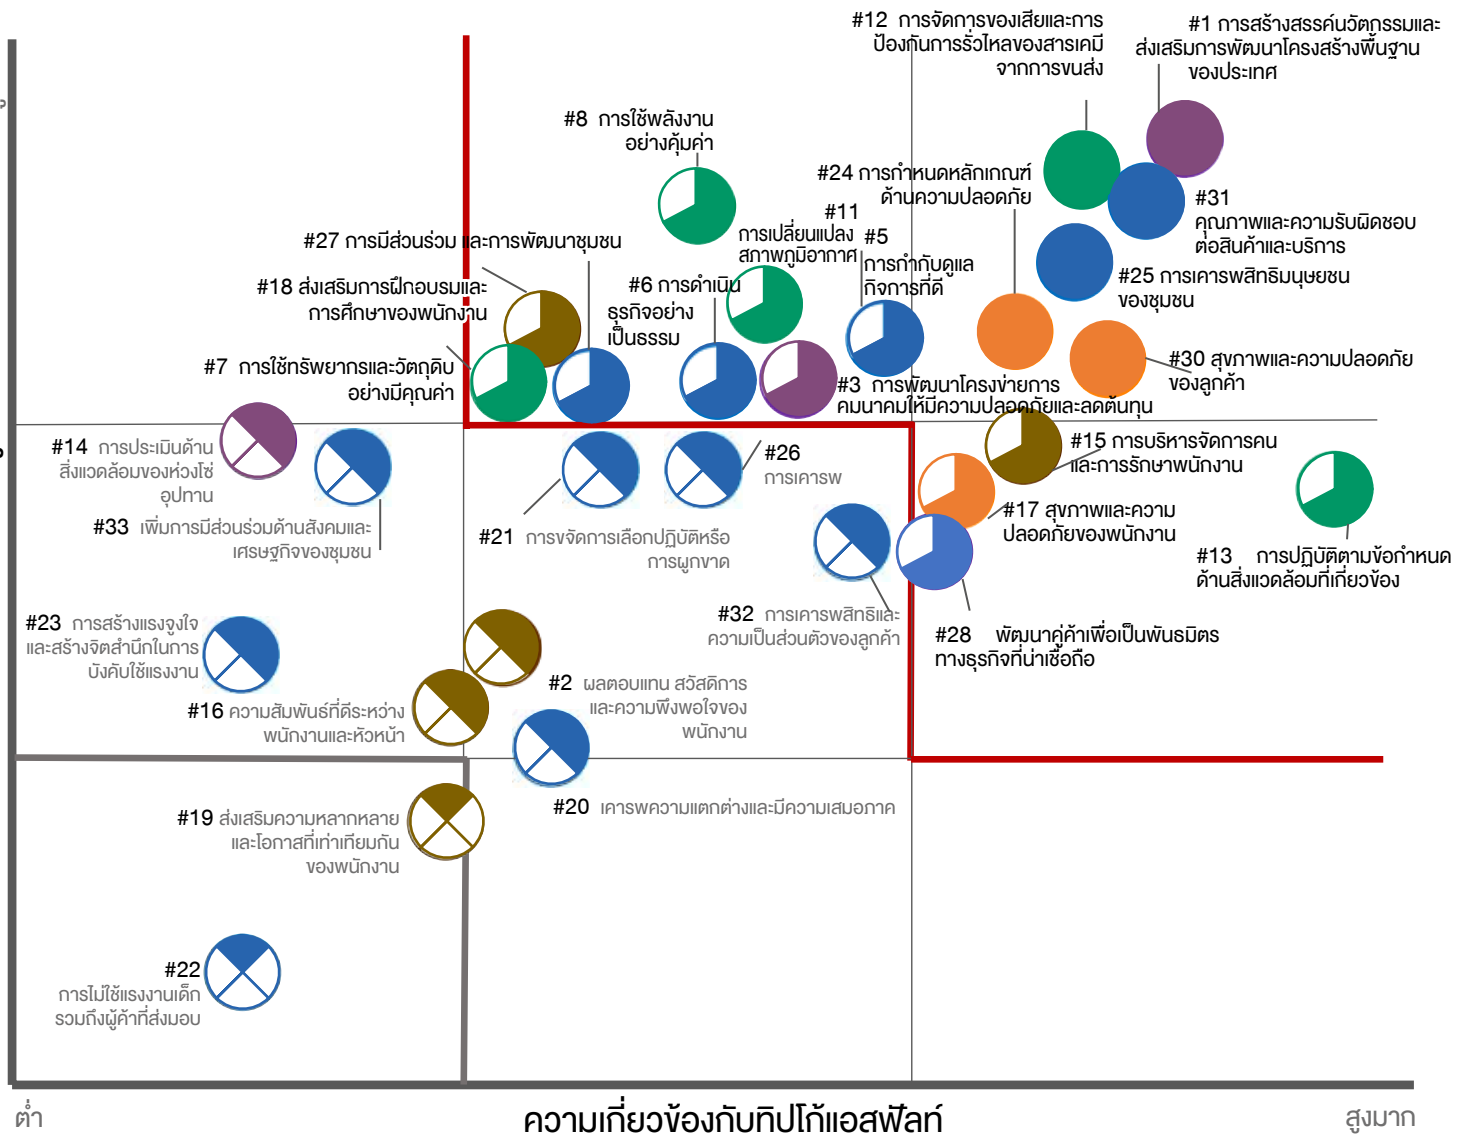 #12 การจัดการของเสียและการ
ป้องกันการรั่วไหลของสารเคมี
จากการขนส่ง
#1 การสร้างสรรค์นวัตกรรมและ
ส่งเสริมการพัฒนาโครงสร้างพื้นฐาน
ของประเทศ
#8 การใช้พลังงาน
อย่างคุ้มค่า
#24 การกำหนดหลักเกณฑ์
ด้านความปลอดภัย
#31
คุณภาพและความรับผิดชอบ
ต่อสินค้าและบริการ
#11
การเปลี่ยนแปลง
สภาพภูมิอากาศ
#5
การกำกับดูแล
กิจการที่ดี
#27 การมีส่วนร่วม และการพัฒนาชุมชน
#25 การเคารพสิทธิมนุษยชน
ของชุมชน
#18 ส่งเสริมการฝึกอบรมและ
การศึกษาของพนักงาน
#6 การดำเนิน
ธุรกิจอย่าง
เป็นธรรม
#7 การใช้ทรัพยากรและวัตถุดิบ
อย่างมีคุณค่า
#30 สุขภาพและความปลอดภัย
ของลูกค้า
#3 การพัฒนาโครงข่ายการ
คมนาคมให้มีความปลอดภัยและลดต้นทุน
#14 การประเมินด้าน
สิ่งแวดล้อมของห่วงโซ่
อุปทาน
#26
การเคารพ
#15 การบริหารจัดการคน
และการรักษาพนักงาน
#33 เพิ่มการมีส่วนร่วมด้านสังคมและ
เศรษฐกิจของชุมชน
#21 การขจัดการเลือกปฏิบัติหรือ
การผูกขาด
#17 สุขภาพและความ
ปลอดภัยของพนักงาน
#13 การปฏิบัติตามข้อกำหนด
ด้านสิ่งแวดล้อมที่เกี่ยวข้อง
#32 การเคารพสิทธิและ
ความเป็นส่วนตัวของลูกค้า
#23 การสร้างแรงจูงใจ
และสร้างจิตสำนึกในการ
บังคับใช้แรงงาน
#28 พัฒนาคู่ค้าเพื่อเป็นพันธมิตร
ทางธุรกิจที่น่าเชื่อถือ
#2 ผลตอบแทน สวัสดิการ
และความพึงพอใจของ
พนักงาน
#16 ความสัมพันธ์ที่ดีระหว่าง
พนักงานและหัวหน้า
#20 เคารพความแตกต่างและมีความเสมอภาค
#19 ส่งเสริมความหลากหลาย
และโอกาสที่เท่าเทียมกัน
ของพนักงาน
#22
การไม่ใช้แรงงานเด็ก
รวมถึงผู้ค้าที่ส่งมอบ
ต่ำ
ความเกี่ยวข้องกับทิปโก้แอสฟัลท์
สูงมาก